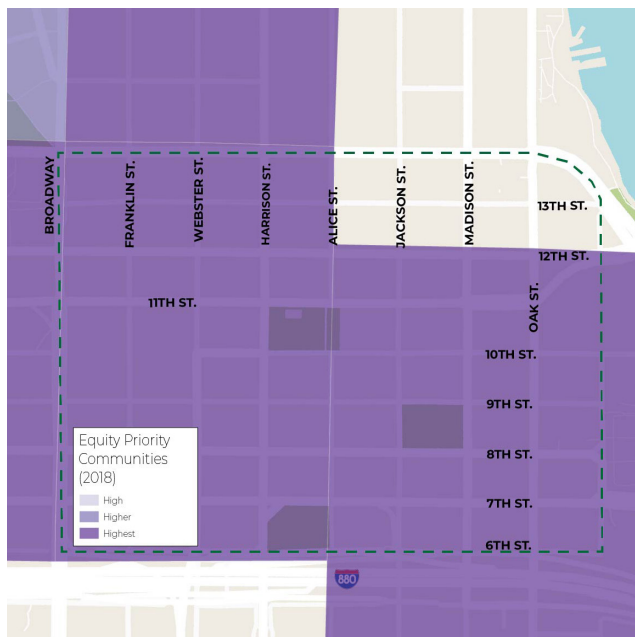 BROADWAY
FRANKLIN ST.
WEBSTER ST.
HARRISON ST.
ALICE ST.
JACKSON ST.
MADISON ST.
13TH ST.
12TH ST.
11TH ST.
OAK ST.
10TH ST.
9TH ST.
8TH ST.
7TH ST.
6TH ST.
Equity Priority
Communities
(2018)
High
Higher
Highest
880